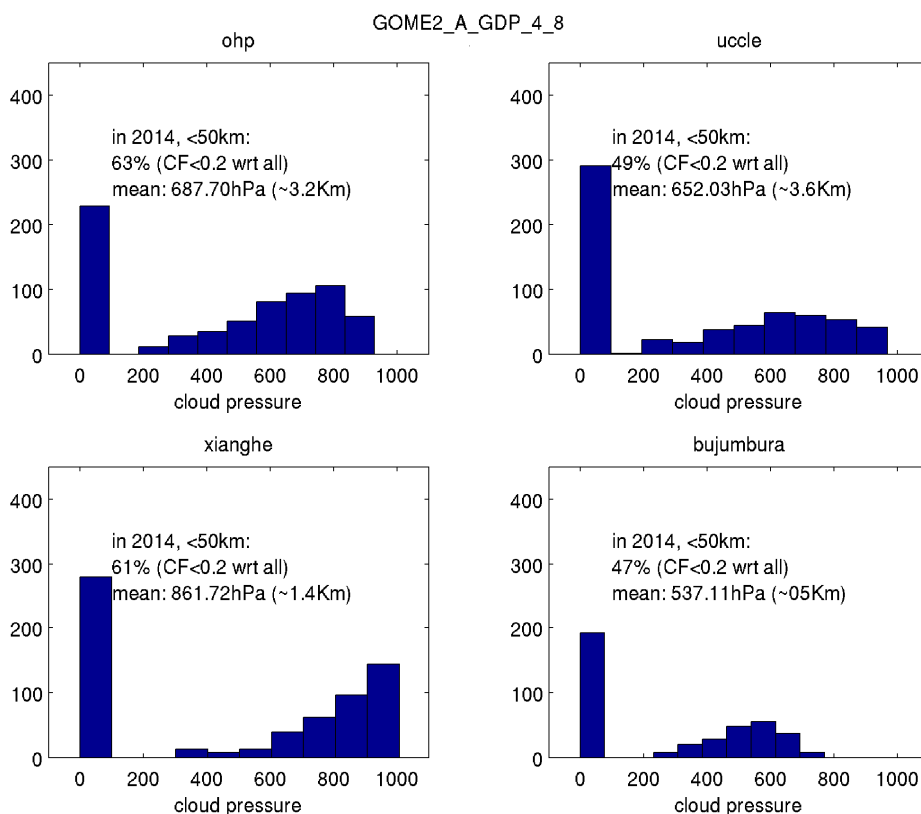 GOME2_A_GDP_4_8
ohp
400
300
200
100
0
in 2014, <50km:
63% (CF<0.2 wrt all)
mean: 687.70hPa (~3.2Km)
0 200 400 600 800 1000
cloud pressure
uccle
400
300
200
100
0
in 2014, <50km:
49% (CF<0.2 wrt all)
mean: 652.03hPa (~3.6Km)
0 200 400 600 800 1000
cloud pressure
xianghe
400
300
200
100
0
in 2014, <50km:
61% (CF<0.2 wrt all)
mean: 861.72hPa (~1.4Km)
0 200 400 600 800 1000
cloud pressure
bujumbura
400
300
200
100
0
in 2014, <50km:
47% (CF<0.2 wrt all)
mean: 537.11hPa (~05Km)
0 200 400 600 800 1000
cloud pressure